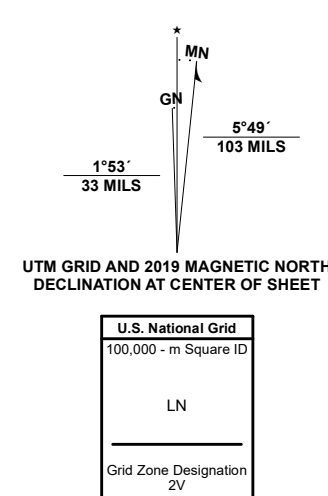 ★
MN
GN
5°49´
103 MILS
1°53´
33 MILS
UTM GRID AND 2019 MAGNETIC NORTH
DECLINATION AT CENTER OF SHEET
U.S. National Grid
100,000 - m Square ID
LN
Grid Zone Designation
2V